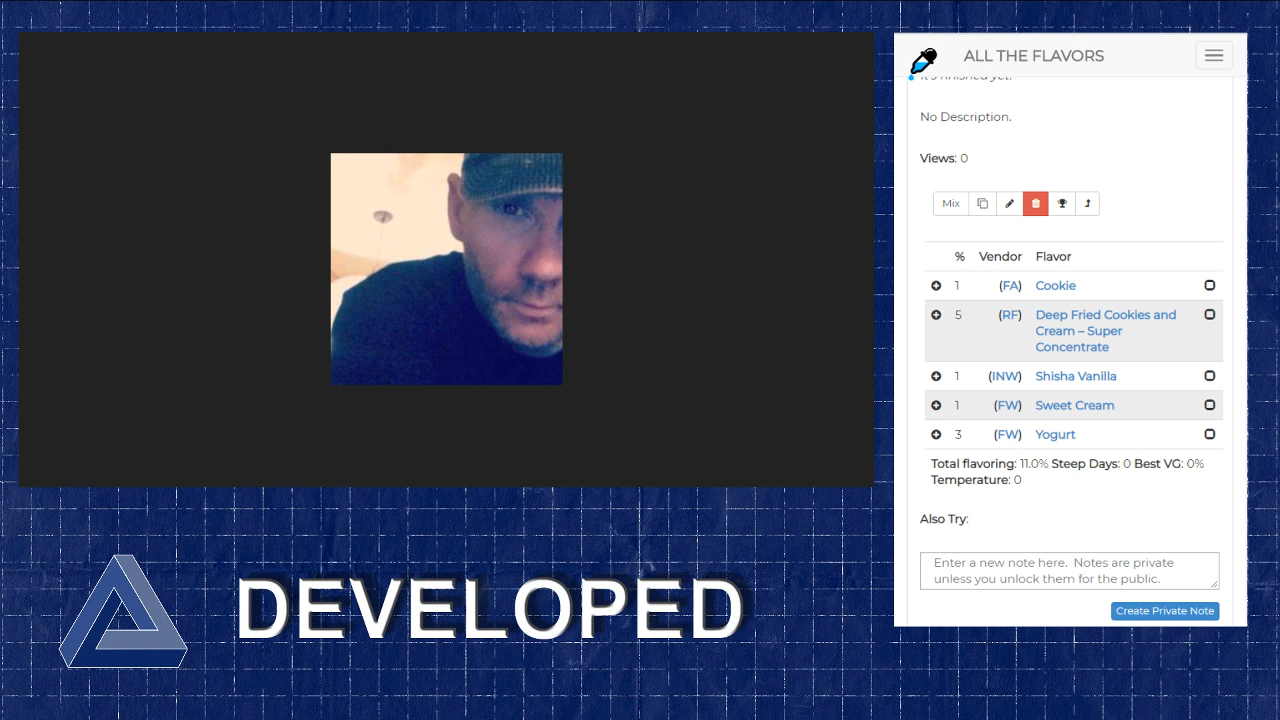 ALL THE FLAVORS
It's finished yet.
No Description.
Views: 0
Mix
% Vendor Flavor
1 (FA) Cookie
5 (RF) Deep Fried Cookies and
Cream – Super
Concentrate
1 (INW) Shisha Vanilla
1 (FW) Sweet Cream
3 (FW) Yogurt
Total flavoring: 11.0% Steep Days: 0 Best VG: 0%
Temperature: 0
Also Try:
Enter a new note here. Notes are private
unless you unlock them for the public.
Create Private Note
DEVELOPED